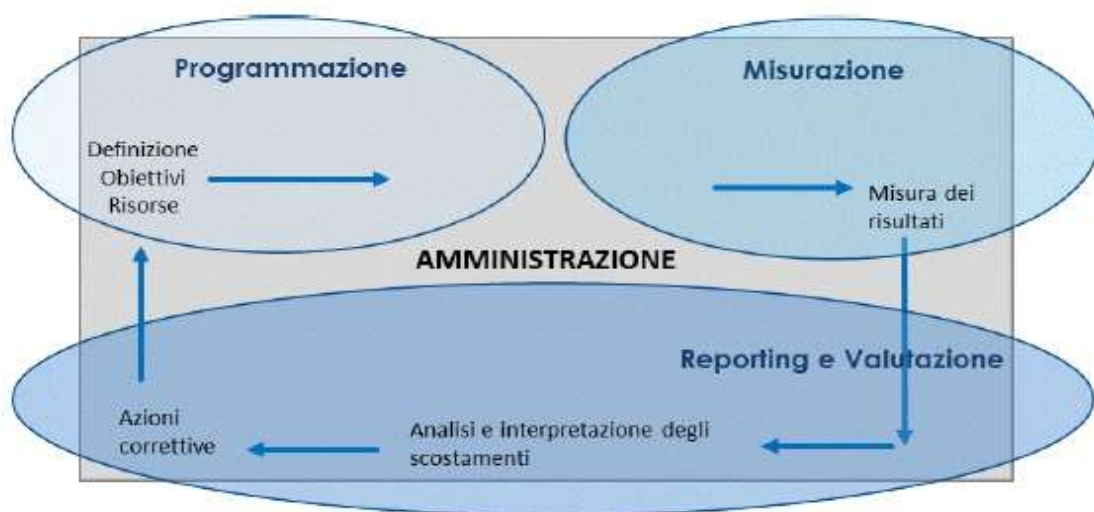 Programmazione
Misurazione
Definizione
Obiettivi
Risorse
Misura dei
risultati
AMMINISTRAZIONE
Reporting e Valutazione
Azioni
correttive
Analisi e interpretazione degli
scostamenti